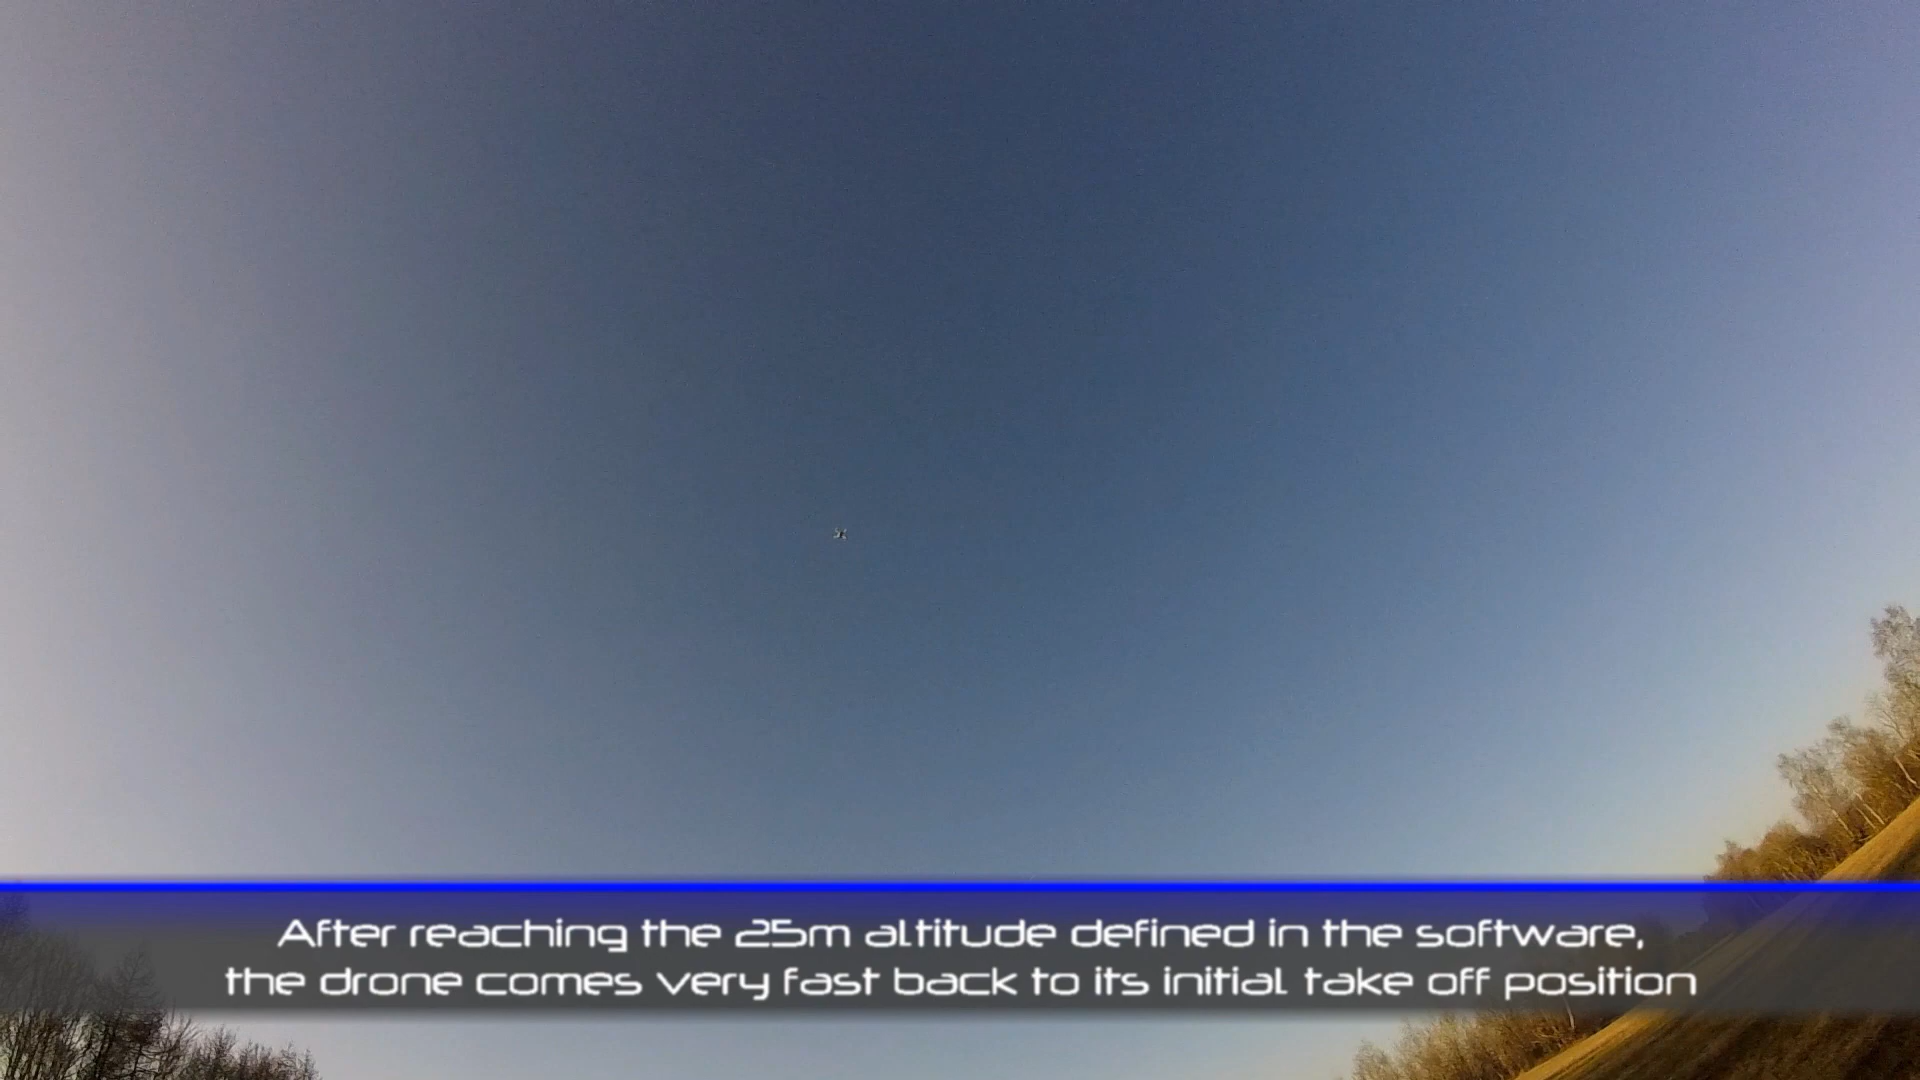 After reaching the 25m altitude defined in the software,
the drone comes very fast back to its initial take off position